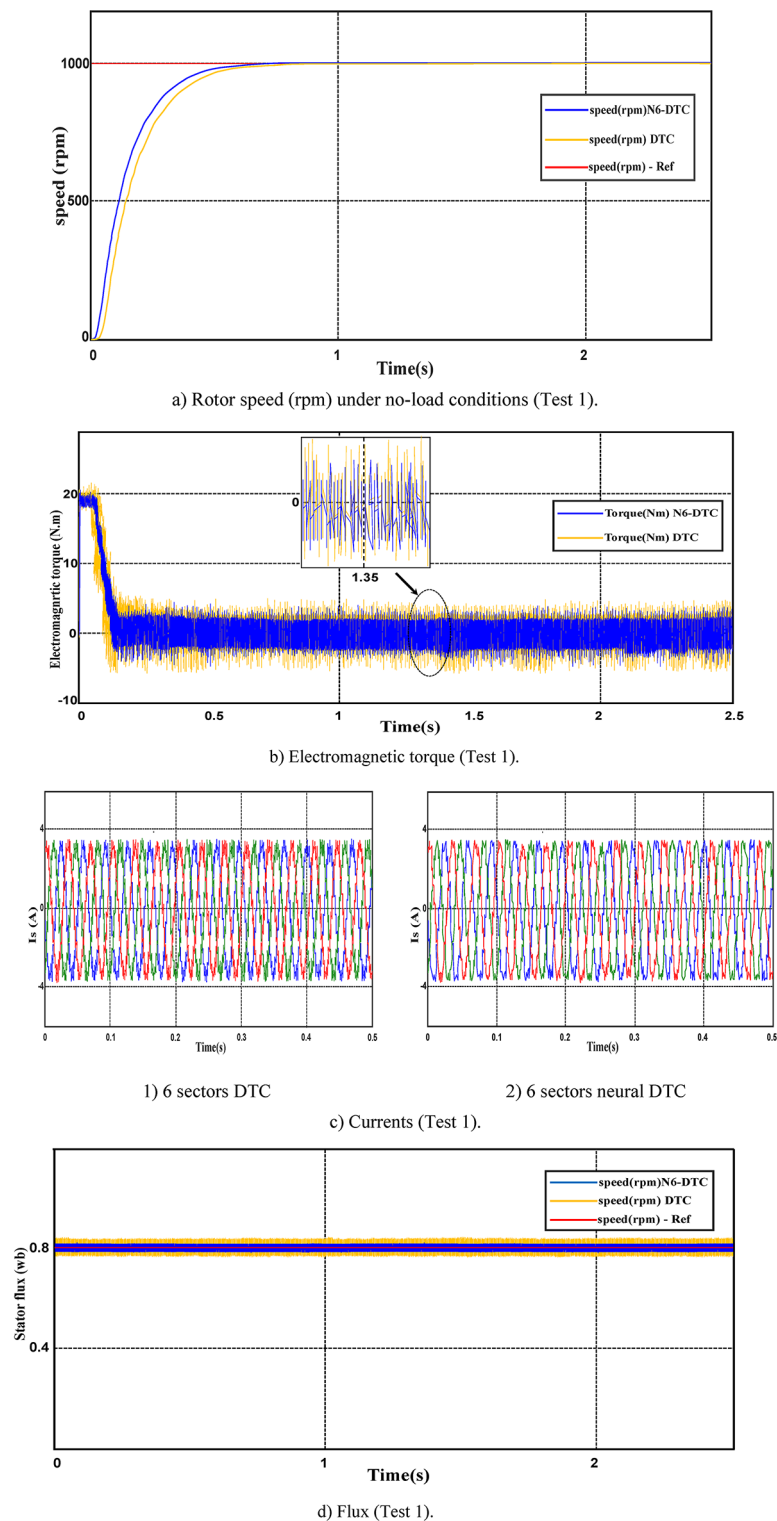 1000
500
0
speed (rpm)
speed(rpm)N6-DTC
speed(rpm) DTC
speed(rpm) - Ref
0
1
2
Time(s)
a) Rotor speed (rpm) under no-load conditions (Test 1).
20
10
0
-10
Electromagnrtic torque (N.m)
0
1.35
Torque(Nm) N6-DTC
Torque(Nm) DTC
0
0.5
1
1.5
2
2.5
Time(s)
b) Electromagnetic torque (Test 1).
4
0
-4
Is (A)
0
0.1
0.2
0.3
0.4
0.5
Time(s)
4
0
-4
Is (A)
0
0.1
0.2
0.3
0.4
0.5
Time(s)
1) 6 sectors DTC
2) 6 sectors neural DTC
c) Currents (Test 1).
0.8
0.4
Stator flux (wb)
speed(rpm)N6-DTC
speed(rpm) DTC
speed(rpm) - Ref
0
1
2
Time(s)
d) Flux (Test 1).